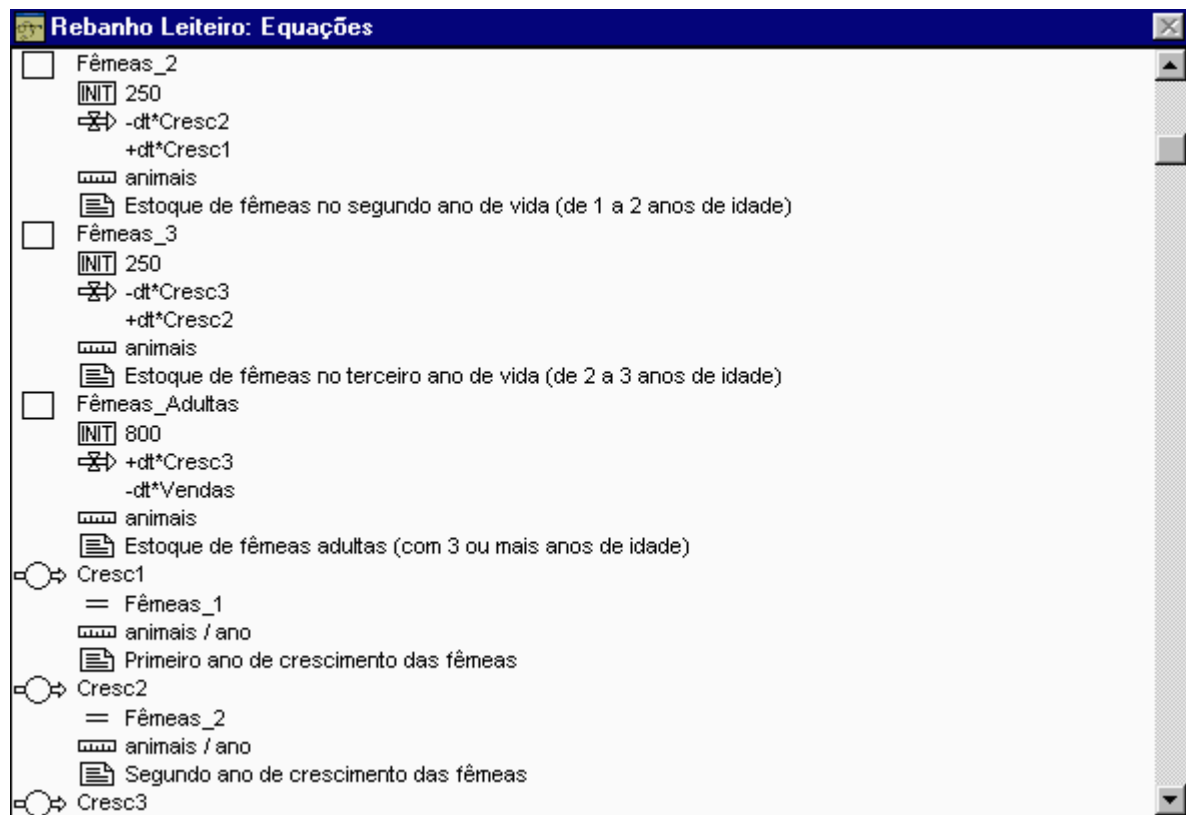 Rebanho Leiteiro: Equações
Fêmeas_2
INIT 250
-dt*Cresc2
+dt*Cresc1
animais
Estoque de fêmeas no segundo ano de vida (de 1 a 2 anos de idade)
Fêmeas_3
INIT 250
-dt*Cresc3
+dt*Cresc2
animais
Estoque de fêmeas no terceiro ano de vida (de 2 a 3 anos de idade)
Fêmeas_Adultas
INIT 800
+dt*Cresc3
-dt*Vendas
animais
Estoque de fêmeas adultas (com 3 ou mais anos de idade)
Cresc1
= Fêmeas_1
animais / ano
Primeiro ano de crescimento das fêmeas
Cresc2
= Fêmeas_2
animais / ano
Segundo ano de crescimento das fêmeas
Cresc3